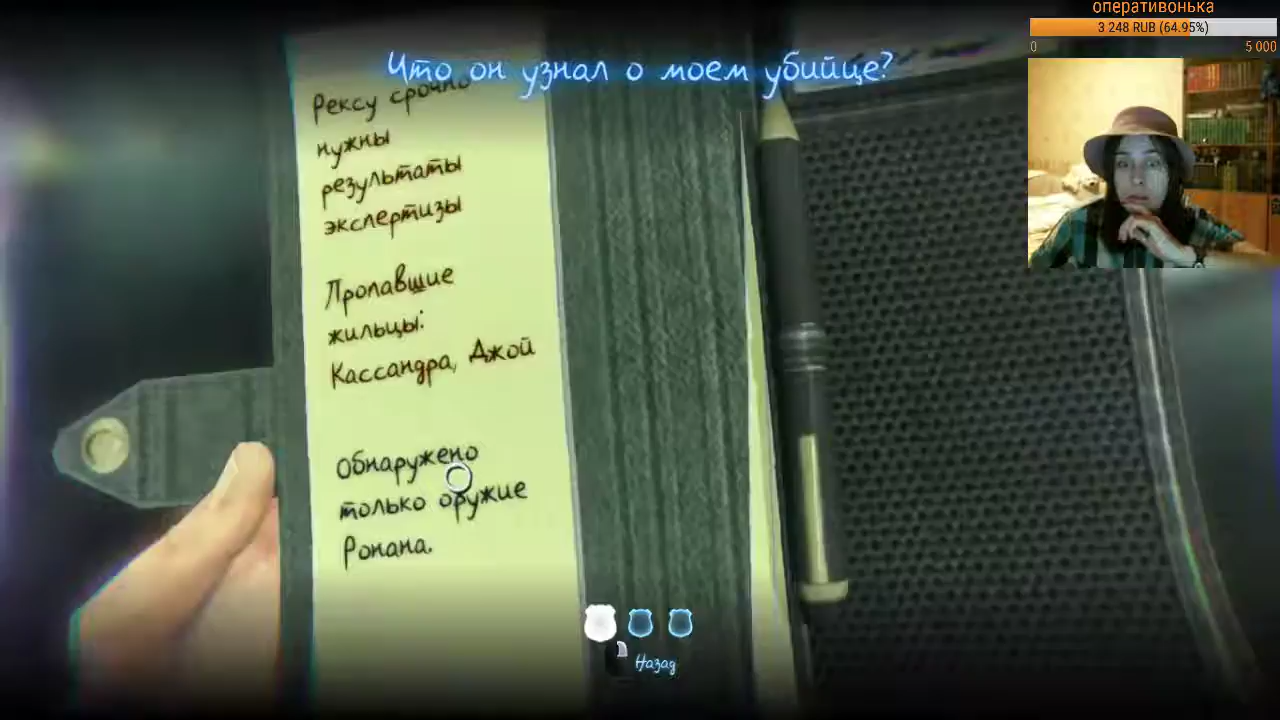 оперативонька
3 248 RUB (64.95%)
0 5 000
Что он узнал о моем убийце?
Рексу срочно
нужны
результаты
экспертизы
Пропавшие
жильцы:
Кассандра, Джой
Обнаружено
только оружие
Ронана.
Назад